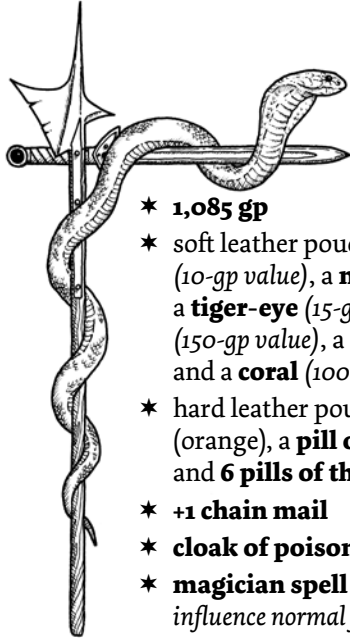 ✶ 1,085 gp
✶ soft leather pouc
(10-gp value), a
a tiger-eye (15-g
(150-gp value), a
and a coral (100
✶ hard leather pou
(orange), a pill
and 6 pills of th
✶ +1 chain mail
✶ cloak of poison
✶ magician spell
influence normal